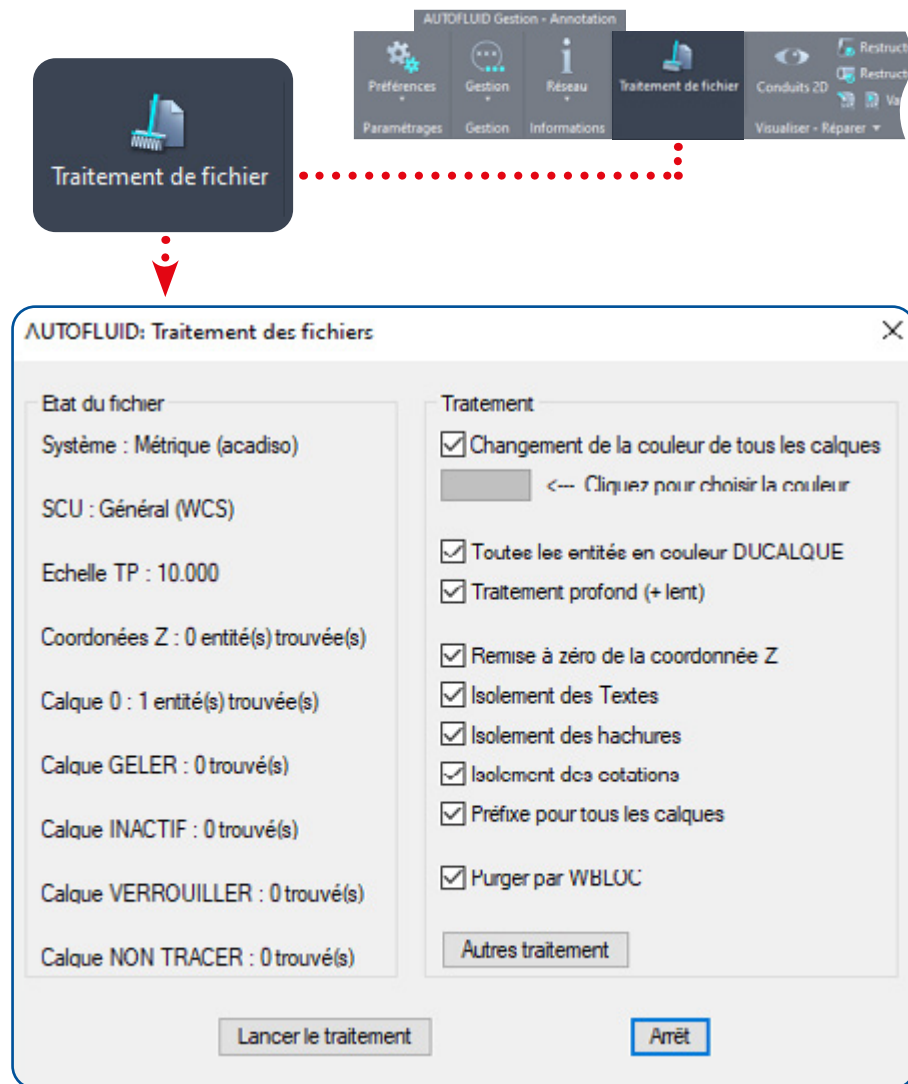 AUTOFLUID Gestion - Annotation
Préférences
Gestion
Réseau
Traitement de fichier
Conduits 2D
Restruct
Restruct
Va
Paramétrages
Gestion
Informations
Visualiser - Réparer
Traitement de fichier
AUTOFLUID: Traitement des fichiers
Etat du fichier
Système : Métrique (acadiso)
SCU : Général (WCS)
Echelle TP : 10.000
Coordonées Z : 0 entité(s) trouvée(s)
Calque 0 : 1 entité(s) trouvée(s)
Calque GELER : 0 trouvé(s)
Calque INACTIF : 0 trouvé(s)
Calque VERROUILLER : 0 trouvé(s)
Calque NON TRACER : 0 trouvé(s)
Traitement
Changement de la couleur de tous les calques
<--- Cliquez pour choisir la couleur
Toutes les entités en couleur DUCALQUE
Traitement profond (+ lent)
Remise à zéro de la coordonnée Z
Isolement des Textes
Isolement des hachures
Isolement des cotations
Préfixe pour tous les calques
Purger par WBLOC
Autres traitement
Lancer le traitement
Arrêt